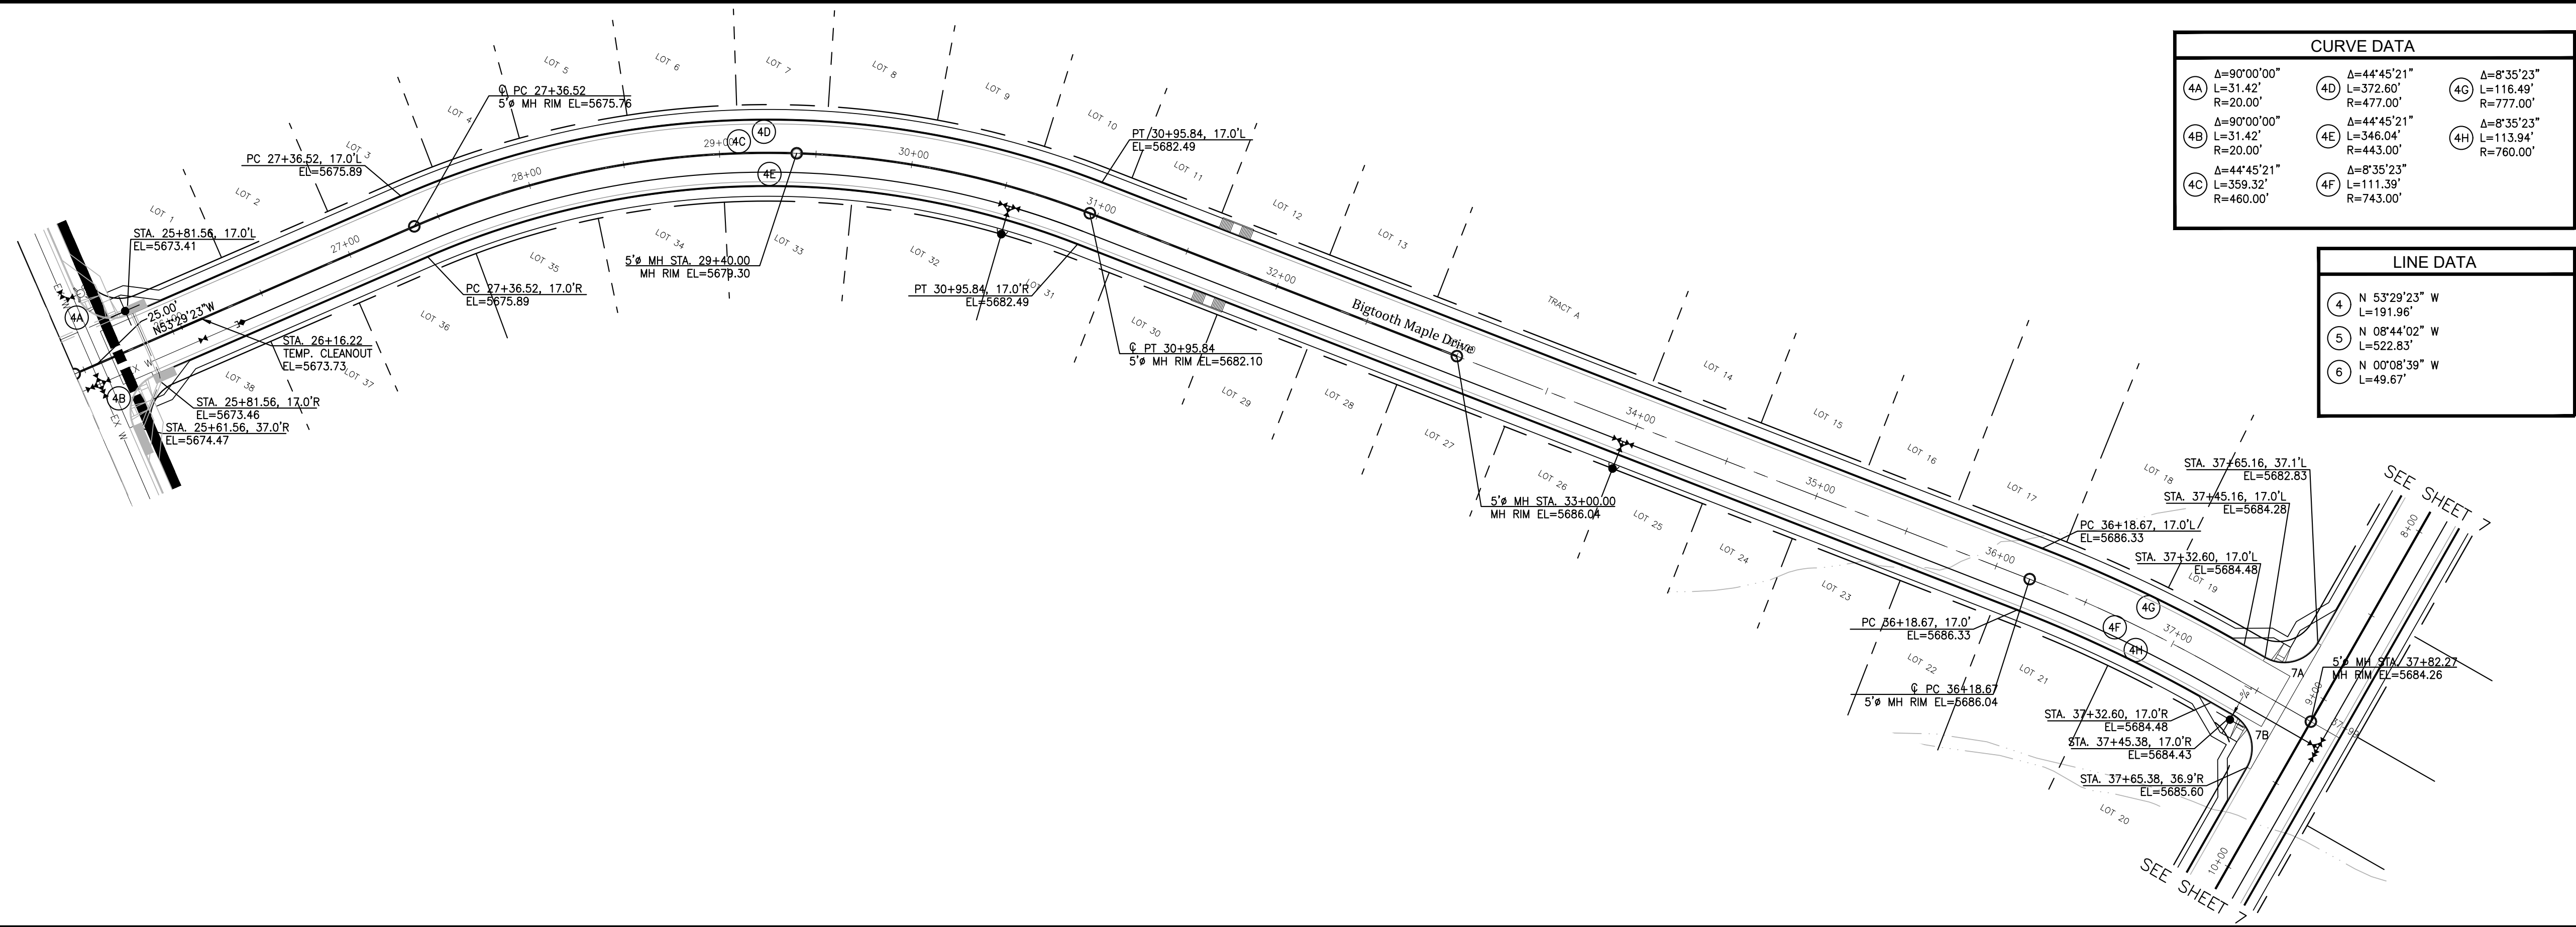 CURVE DATA
4A Δ=90°00'00" L=31.42' R=20.00'
4B Δ=90°00'00" L=31.42' R=20.00'
4C Δ=44°45'21" L=359.32' R=460.00'
4D Δ=44°45'21" L=372.60' R=477.00'
4E Δ=44°45'21" L=346.04' R=443.00'
4F Δ=8°35'23" L=111.39' R=743.00'
4G Δ=8°35'23" L=116.49' R=777.00'
4H Δ=8°35'23" L=113.94' R=760.00'
LINE DATA
4 N 53°29'23" W L=191.96'
5 N 08°44'02" W L=522.83'
6 N 00°08'39" W L=49.67'
LOT 1
LOT 2
LOT 3
LOT 4
LOT 5
LOT 6
LOT 7
LOT 8
LOT 9
LOT 10
LOT 11
LOT 12
LOT 13
TRACT A
LOT 14
LOT 15
LOT 16
LOT 17
LOT 18
LOT 19
℄ PC 27+36.52
5'ø MH RIM EL=5675.76
PC 27+36.52, 17.0'L
EL=5675.89
STA. 25+81.56, 17.0'L
EL=5673.41
PT 30+95.84, 17.0'L
EL=5682.49
27+00
28+00
29+00
30+00
31+00
32+00
34+00
35+00
36+00
37+00
4A
4B
4C
4D
4E
4F
4G
4H
25.00'
N53°29'23"W
STA. 26+16.22
TEMP. CLEANOUT
EL=5673.73
STA. 25+81.56, 17.0'R
EL=5673.46
STA. 25+61.56, 37.0'R
EL=5674.47
EX W
PC 27+36.52, 17.0'R
EL=5675.89
5'ø MH STA. 29+40.00
MH RIM EL=5679.30
PT 30+95.84, 17.0'R
EL=5682.49
℄ PT 30+95.84
5'ø MH RIM EL=5682.10
Bigtooth Maple Drive
5'ø MH STA. 33+00.00
MH RIM EL=5686.04
LOT 38
LOT 37
LOT 36
LOT 35
LOT 34
LOT 33
LOT 32
LOT 31
LOT 30
LOT 29
LOT 28
LOT 27
LOT 26
LOT 25
LOT 24
LOT 23
LOT 22
LOT 21
LOT 20
STA. 37+65.16, 37.1'L
EL=5682.83
STA. 37+45.16, 17.0'L
EL=5684.28
PC 36+18.67, 17.0'L
EL=5686.33
STA. 37+32.60, 17.0'L
EL=5684.48
PC 36+18.67, 17.0'
EL=5686.33
℄ PC 36+18.67
5'ø MH RIM EL=5686.04
5'ø MH STA. 37+82.27
MH RIM EL=5684.26
STA. 37+32.60, 17.0'R
EL=5684.48
STA. 37+45.38, 17.0'R
EL=5684.43
STA. 37+65.38, 36.9'R
EL=5685.60
7A
7B
8+00
9+00
10+00
SEE SHEET 7
SEE SHEET 7